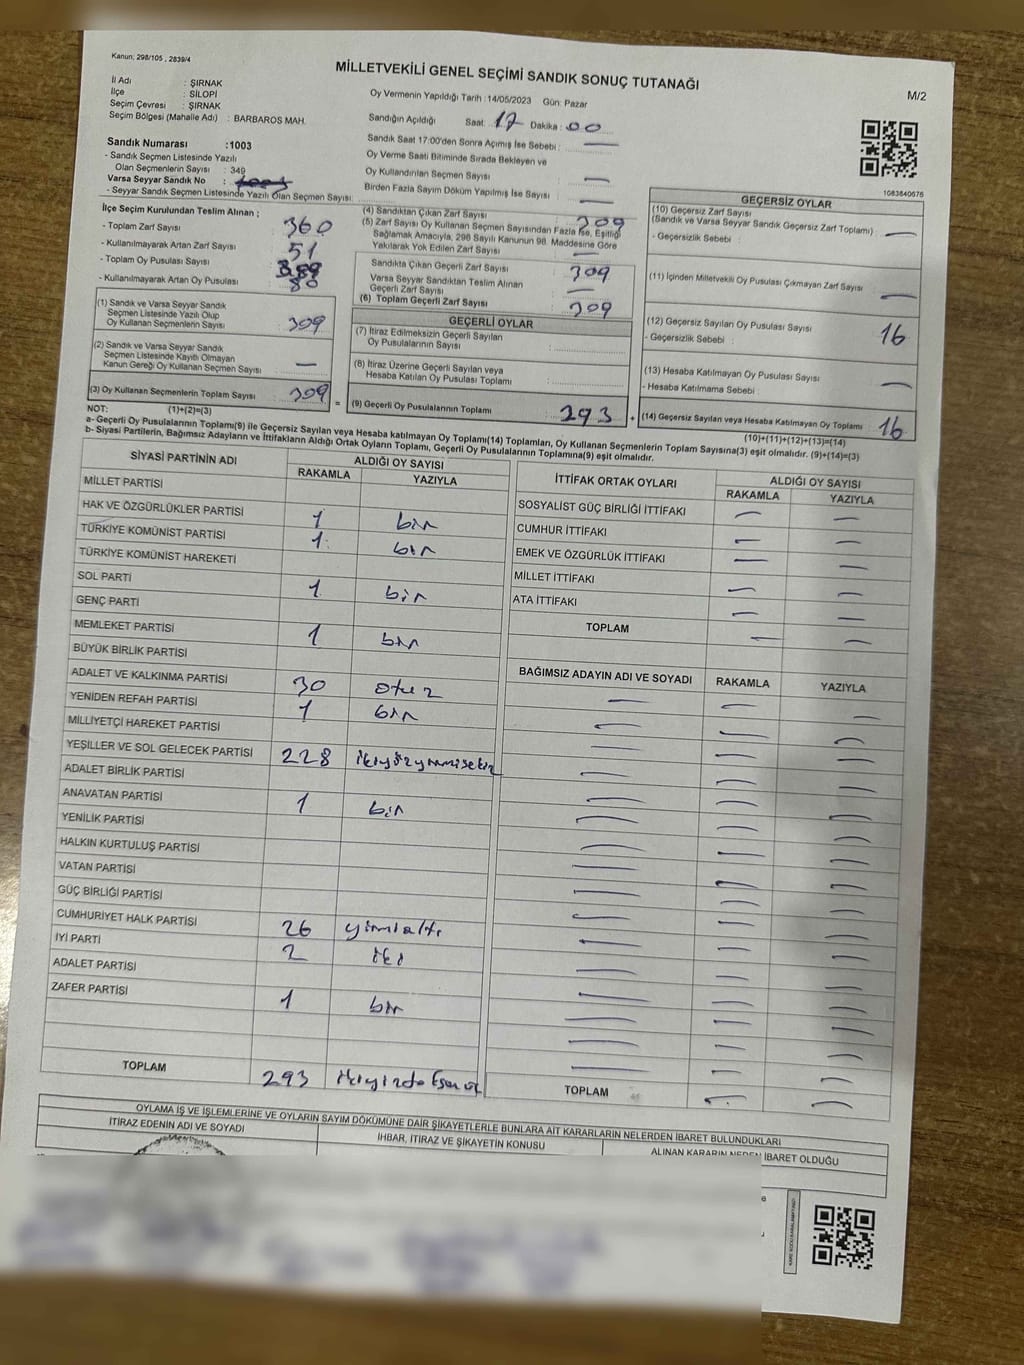 Kanun: 298/105 , 2839/4
MİLLETVEKİLİ GENEL SEÇİMİ SANDIK SONUÇ TUTANAĞI
M/2
İl Adı : ŞIRNAK
İlçe : SİLOPİ
Seçim Çevresi : ŞIRNAK
Seçim Bölgesi (Mahalle Adı) : BARBAROS MAH.
Sandık Numarası :1003
- Sandık Seçmen Listesinde Yazılı
Olan Seçmenlerin Sayısı : 349
Varsa Seyyar Sandık No :
- Seyyar Sandık Seçmen Listesinde Yazılı Olan Seçmen Sayısı:
Oy Vermenin Yapıldığı Tarih :14/05/2023 Gün: Pazar
Sandığın Açıldığı Saat: 17 Dakika: 00
Sandık Saat 17:00'den Sonra Açımış İse Sebebi : —
Oy Verme Saati Bitiminde Sırada Bekleyen ve
Oy Kullandırılan Seçmen Sayısı : —
Birden Fazla Sayım Döküm Yapılmış İse Sayısı : —
1083840676
İlçe Seçim Kurulundan Teslim Alınan ;
- Toplam Zarf Sayısı : 360
- Kullanılmayarak Artan Zarf Sayısı : 51
- Toplam Oy Pusulası Sayısı : 389
- Kullanılmayarak Artan Oy Pusulası : 80
(1) Sandık ve Varsa Seyyar Sandık
Seçmen Listesinde Yazılı Olup
Oy Kullanan Seçmenlerin Sayısı : 309
(2) Sandık ve Varsa Seyyar Sandık
Seçmen Listesinde Kayıtlı Olmayan
Kanun Gereği Oy Kullanan Seçmen Sayısı : —
(3) Oy Kullanan Seçmenlerin Toplam Sayısı : 309
(1)+(2)=(3)
(4) Sandıktan Çıkan Zarf Sayısı : 309
(5) Zarf Sayısı Oy Kullanan Seçmen Sayısından Fazla İse, Eşitliği
Sağlamak Amacıyla, 298 Sayılı Kanunun 98. Maddesine Göre
Yakılarak Yok Edilen Zarf Sayısı : —
Sandıkta Çıkan Geçerli Zarf Sayısı : 309
Varsa Seyyar Sandıktan Teslim Alınan
Geçerli Zarf Sayısı : —
(6) Toplam Geçerli Zarf Sayısı : 309
GEÇERLİ OYLAR
(7) İtiraz Edilmeksizin Geçerli Sayılan
Oy Pusulalarının Sayısı :
(8) İtiraz Üzerine Geçerli Sayılan veya
Hesaba Katılan Oy Pusulası Toplamı :
= (9) Geçerli Oy Pusulalarının Toplamı : 293 +
GEÇERSİZ OYLAR
(10) Geçersiz Zarf Sayısı
(Sandık ve Varsa Seyyar Sandık Geçersiz Zarf Toplamı) : —
- Geçersizlik Sebebi :
(11) İçinden Milletvekili Oy Pusulası Çıkmayan Zarf Sayısı : —
(12) Geçersiz Sayılan Oy Pusulası Sayısı : 16
- Geçersizlik Sebebi :
(13) Hesaba Katılmayan Oy Pusulası Sayısı : —
- Hesaba Katılmama Sebebi :
(14) Geçersiz Sayılan veya Hesaba Katılmayan Oy Toplamı : 16
(10)+(11)+(12)+(13)=(14)
NOT:
a- Geçerli Oy Pusulalarının Toplamı(9) ile Geçersiz Sayılan veya Hesaba katılmayan Oy Toplamı(14) Toplamları, Oy Kullanan Seçmenlerin Toplam Sayısına(3) eşit olmalıdır. (9)+(14)=(3)
b- Siyasi Partilerin, Bağımsız Adayların ve İttifakların Aldığı Ortak Oyların Toplamı, Geçerli Oy Pusulalarının Toplamına(9) eşit olmalıdır.
SİYASİ PARTİNİN ADI ALDIĞI OY SAYISI
RAKAMLA YAZIYLA
MİLLET PARTİSİ
HAK VE ÖZGÜRLÜKLER PARTİSİ 1 bir
TÜRKİYE KOMÜNİST PARTİSİ 1 bir
TÜRKİYE KOMÜNİST HAREKETİ
SOL PARTİ 1 bir
GENÇ PARTİ
MEMLEKET PARTİSİ 1 bir
BÜYÜK BİRLİK PARTİSİ
ADALET VE KALKINMA PARTİSİ 30 otuz
YENİDEN REFAH PARTİSİ 1 bir
MİLLİYETÇİ HAREKET PARTİSİ
YEŞİLLER VE SOL GELECEK PARTİSİ 228
ADALET BİRLİK PARTİSİ
ANAVATAN PARTİSİ 1 bir
YENİLİK PARTİSİ
HALKIN KURTULUŞ PARTİSİ
VATAN PARTİSİ
GÜÇ BİRLİĞİ PARTİSİ
CUMHURİYET HALK PARTİSİ 26
İYİ PARTİ 2 iki
ADALET PARTİSİ
ZAFER PARTİSİ 1 bir
TOPLAM 293
İTTİFAK ORTAK OYLARI ALDIĞI OY SAYISI
RAKAMLA YAZIYLA
SOSYALİST GÜÇ BİRLİĞİ İTTİFAKI — —
CUMHUR İTTİFAKI — —
EMEK VE ÖZGÜRLÜK İTTİFAKI — —
MİLLET İTTİFAKI — —
ATA İTTİFAKI — —
TOPLAM — —
BAĞIMSIZ ADAYIN ADI VE SOYADI RAKAMLA YAZIYLA
TOPLAM — —
OYLAMA İŞ VE İŞLEMLERİNE VE OYLARIN SAYIM DÖKÜMÜNE DAİR ŞİKAYETLERLE BUNLARA AİT KARARLARIN NELERDEN İBARET BULUNDUKLARI
İTİRAZ EDENİN ADI VE SOYADI
İHBAR, İTİRAZ VE ŞİKAYETİN KONUSU
ALINAN KARARIN NEDEN İBARET OLDUĞU